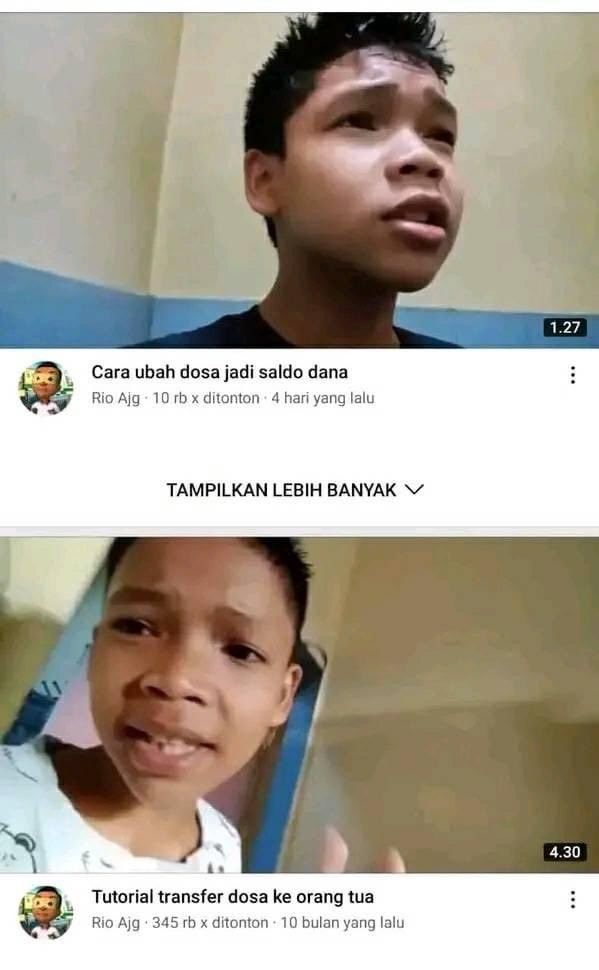 1.27
Cara ubah dosa jadi saldo dana
Rio Ajg · 10 rb x ditonton · 4 hari yang lalu
TAMPILKAN LEBIH BANYAK
4.30
Tutorial transfer dosa ke orang tua
Rio Ajg · 345 rb x ditonton · 10 bulan yang lalu